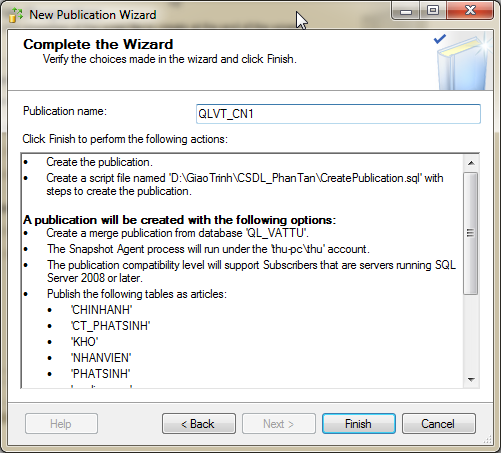 New Publication Wizard
Complete the Wizard
Verify the choices made in the wizard and click Finish.
Publication name:
QLVT_CN1
Click Finish to perform the following actions:
• Create the publication.
• Create a script file named 'D:\GiaoTrinh\CSDL_PhanTan\CreatePublication.sql' with
steps to create the publication.
A publication will be created with the following options:
• Create a merge publication from database 'QL_VATTU'.
• The Snapshot Agent process will run under the 'thu-pc\thu' account.
• The publication compatibility level will support Subscribers that are servers running SQL
Server 2008 or later.
• Publish the following tables as articles:
• 'CHINHANH'
• 'CT_PHATSINH'
• 'KHO'
• 'NHANVIEN'
• 'PHATSINH'
Help
< Back
Next >
Finish
Cancel